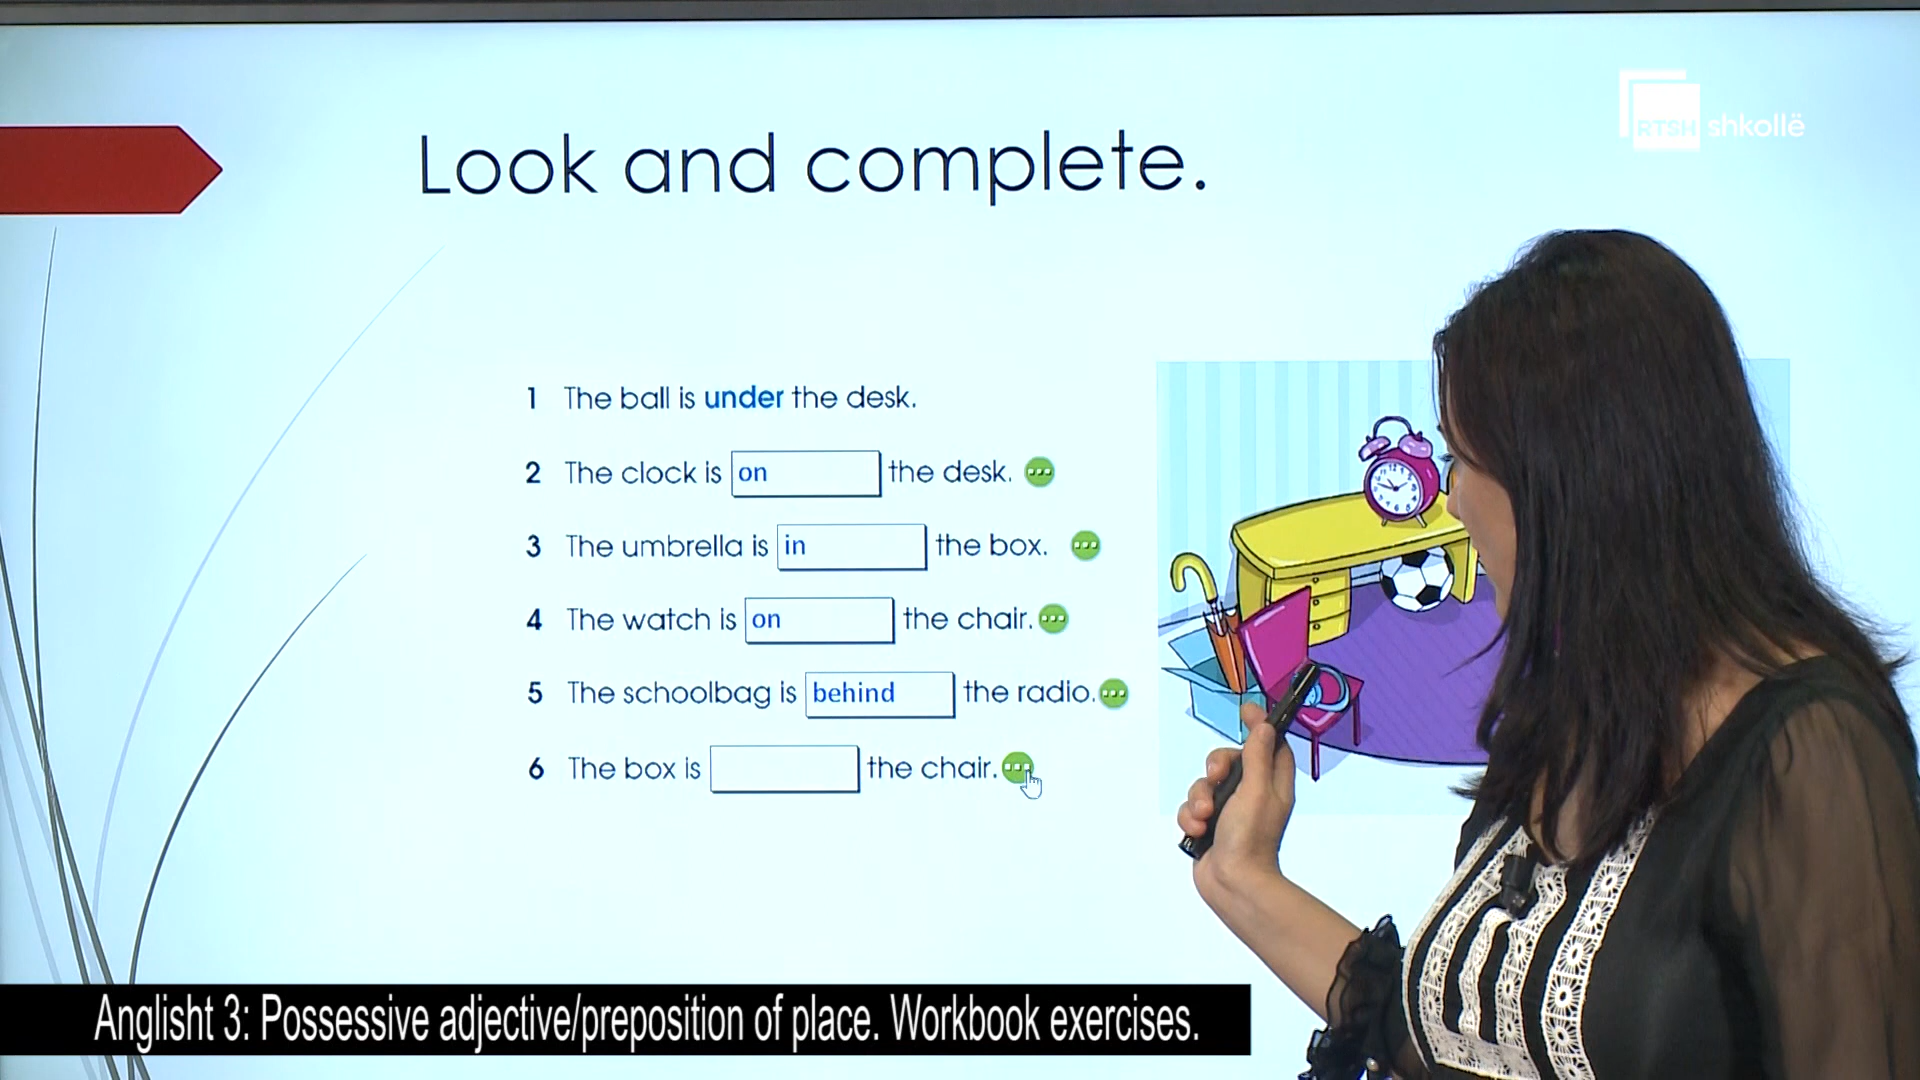 RTSH shkollë
Look and complete.
1 The ball is under the desk.
2 The clock is on the desk.
3 The umbrella is in the box.
4 The watch is on the chair.
5 The schoolbag is behind the radio.
6 The box is the chair.
Anglisht 3: Possessive adjective/preposition of place. Workbook exercises.